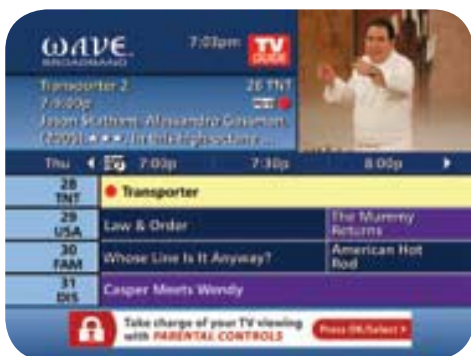 WAVE 7:03pm TV
BROADBAND GUIDE
Transporter 2 28 TNT
7-9:00p
Jason Statham, Alessandro Gassman,
★★★, In this high-octane ...
Thu 7:00p 7:30p 8:00p
28
TNT
Transporter
29
USA
Law & Order
The Mummy
Returns
30
FAM
Whose Line Is It Anyway?
American Hot
Rod
31
DIS
Casper Meets Wendy
Take charge of your TV viewing
with PARENTAL CONTROLS
Press OK/Select